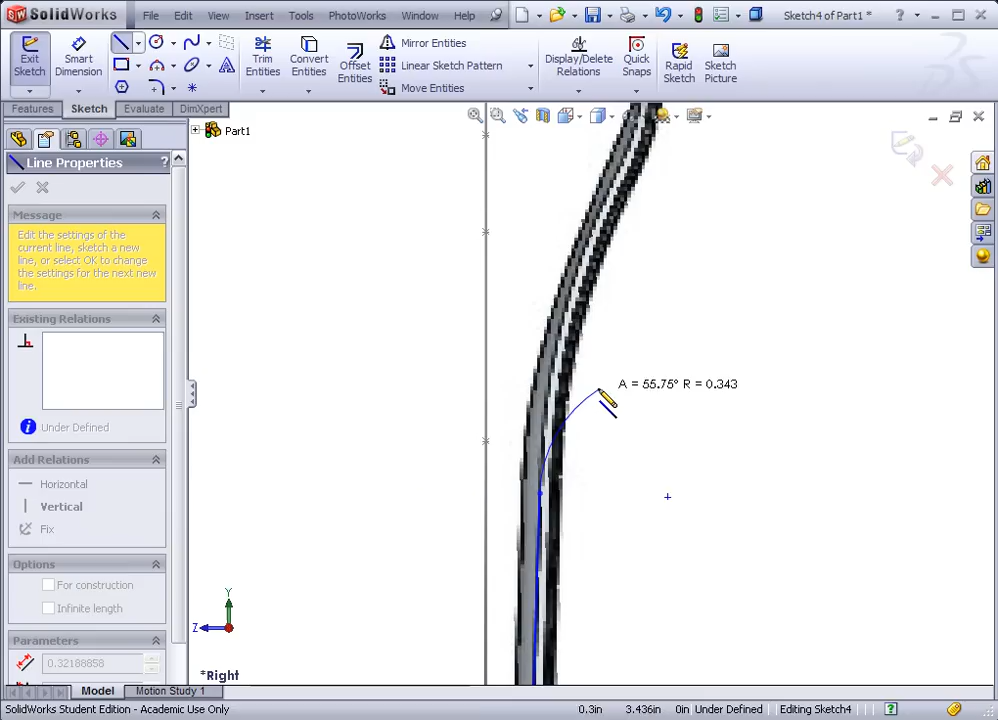 SolidWorks File Edit View Insert Tools PhotoWorks Window Help Sketch4 of Part1 * ?
Exit Sketch
Smart Dimension
Trim Entities
Convert Entities
Offset Entities
Mirror Entities
Linear Sketch Pattern
Move Entities
Display/Delete Relations
Quick Snaps
Rapid Sketch
Sketch Picture
Features Sketch Evaluate DimXpert
Part1
Line Properties ?
Message
Edit the settings of the
current line, sketch a new
line, or select OK to change
the settings for the next new
line.
Existing Relations
Under Defined
Add Relations
Horizontal
Vertical
Fix
Options
For construction
Infinite length
Parameters
0.32188858
A = 55.75° R = 0.343
Y
Z
*Right
Model Motion Study 1
SolidWorks Student Edition - Academic Use Only 0.3in 3.436in 0in Under Defined Editing Sketch4 ?